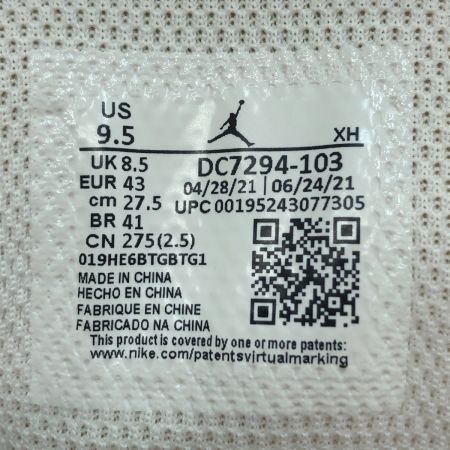 US
9.5
XH
UK 8.5
DC7294-103
EUR 43
04/28/21 | 06/24/21
cm 27.5
UPC 00195243077305
BR 41
CN 275(2.5)
019HE6BTGBTG1
MADE IN CHINA
HECHO EN CHINA
FABRIQUE EN CHINE
FABRICADO NA CHINA
This product is covered by one or more patents:
www.nike.com/patentsvirtualmarking